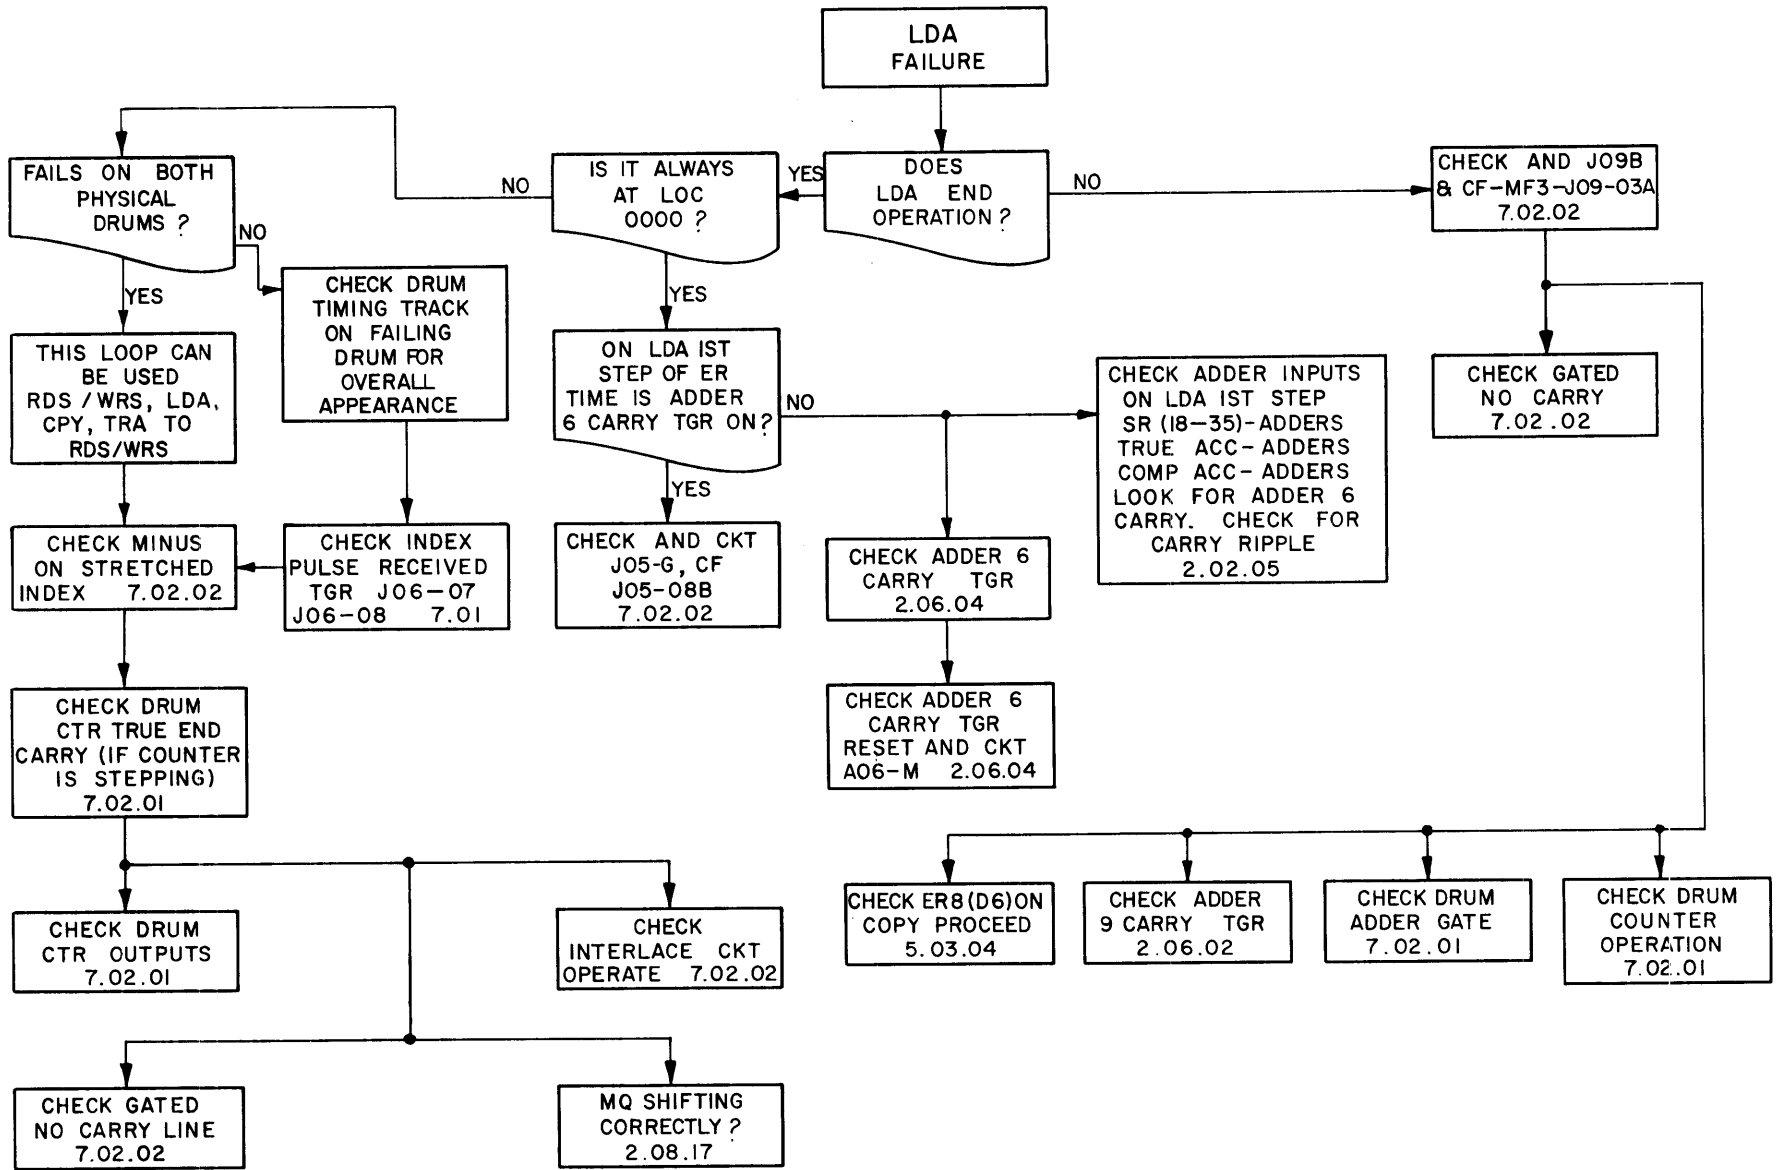 LDA
FAILURE
DOES
LDA END
OPERATION?
YES
NO
IS IT ALWAYS
AT LOC
0000 ?
NO
YES
FAILS ON BOTH
PHYSICAL
DRUMS ?
NO
YES
CHECK AND J09B
& CF-MF3-J09-03A
7.02.02
CHECK DRUM
TIMING TRACK
ON FAILING
DRUM FOR
OVERALL
APPEARANCE
THIS LOOP CAN
BE USED
RDS / WRS, LDA,
CPY, TRA TO
RDS/WRS
ON LDA IST
STEP OF ER
TIME IS ADDER
6 CARRY TGR ON?
NO
YES
CHECK ADDER INPUTS
ON LDA IST STEP
SR (18-35)-ADDERS
TRUE ACC-ADDERS
COMP ACC-ADDERS
LOOK FOR ADDER 6
CARRY. CHECK FOR
CARRY RIPPLE
2.02.05
CHECK GATED
NO CARRY
7.02.02
CHECK MINUS
ON STRETCHED
INDEX 7.02.02
CHECK INDEX
PULSE RECEIVED
TGR J06-07
J06-08 7.01
CHECK AND CKT
J05-G, CF
J05-08B
7.02.02
CHECK ADDER 6
CARRY TGR
2.06.04
CHECK ADDER 6
CARRY TGR
RESET AND CKT
A06-M 2.06.04
CHECK DRUM
CTR TRUE END
CARRY (IF COUNTER
IS STEPPING)
7.02.01
CHECK DRUM
CTR OUTPUTS
7.02.01
CHECK
INTERLACE CKT
OPERATE 7.02.02
CHECK ER8(D6)ON
COPY PROCEED
5.03.04
CHECK ADDER
9 CARRY TGR
2.06.02
CHECK DRUM
ADDER GATE
7.02.01
CHECK DRUM
COUNTER
OPERATION
7.02.01
CHECK GATED
NO CARRY LINE
7.02.02
MQ SHIFTING
CORRECTLY ?
2.08.17